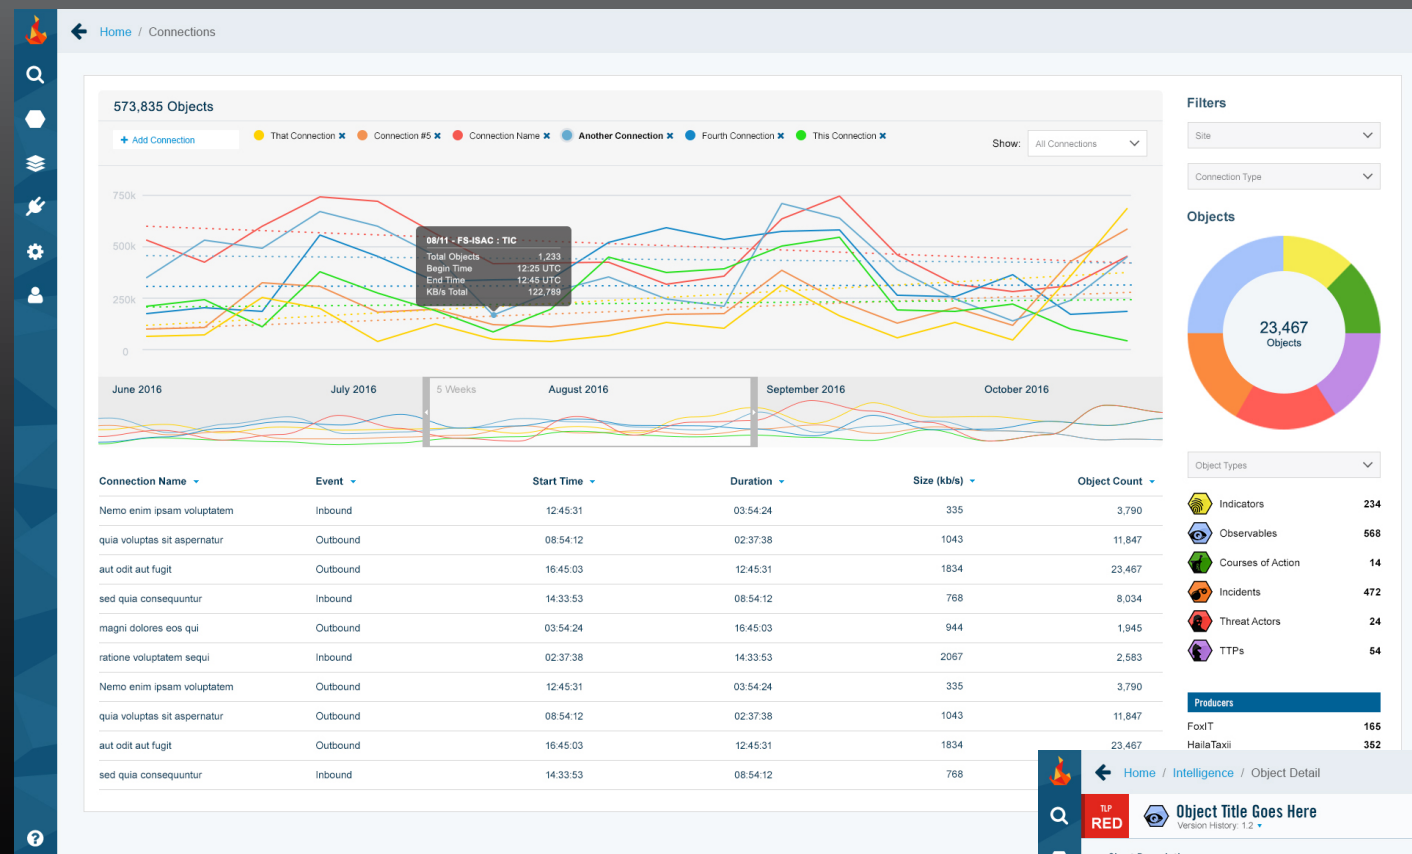 Home / Connections
573,835 Objects
+ Add Connection
That Connection ×
Connection #5 ×
Connection Name ×
Another Connection ×
Fourth Connection ×
This Connection ×
Show: All Connections
750k
500k
250k
0
08/11 - FS-ISAC : TIC
Total Objects 1,233
Begin Time 12:25 UTC
End Time 12:45 UTC
KB/s Total 122,789
June 2016 July 2016 5 Weeks August 2016 September 2016 October 2016
Connection Name Event Start Time Duration Size (kb/s) Object Count
Nemo enim ipsam voluptatem Inbound 12:45:31 03:54:24 335 3,790
quia voluptas sit aspernatur Outbound 08:54:12 02:37:38 1043 11,847
aut odit aut fugit Outbound 16:45:03 12:45:31 1834 23,467
sed quia consequuntur Inbound 14:33:53 08:54:12 768 8,034
magni dolores eos qui Outbound 03:54:24 16:45:03 944 1,945
ratione voluptatem sequi Inbound 02:37:38 14:33:53 2067 2,583
Nemo enim ipsam voluptatem Outbound 12:45:31 03:54:24 335 3,790
quia voluptas sit aspernatur Outbound 08:54:12 02:37:38 1043 11,847
aut odit aut fugit Outbound 16:45:03 12:45:31 1834 23,467
sed quia consequuntur Inbound 14:33:53 08:54:12 768
Filters
Site
Connection Type
Objects
23,467
Objects
Object Types
Indicators 234
Observables 568
Courses of Action 14
Incidents 472
Threat Actors 24
TTPs 54
Producers
FoxIT 165
HailaTaxii 352
Home / Intelligence / Object Detail
TLP
RED
Object Title Goes Here
Version History: 1.2